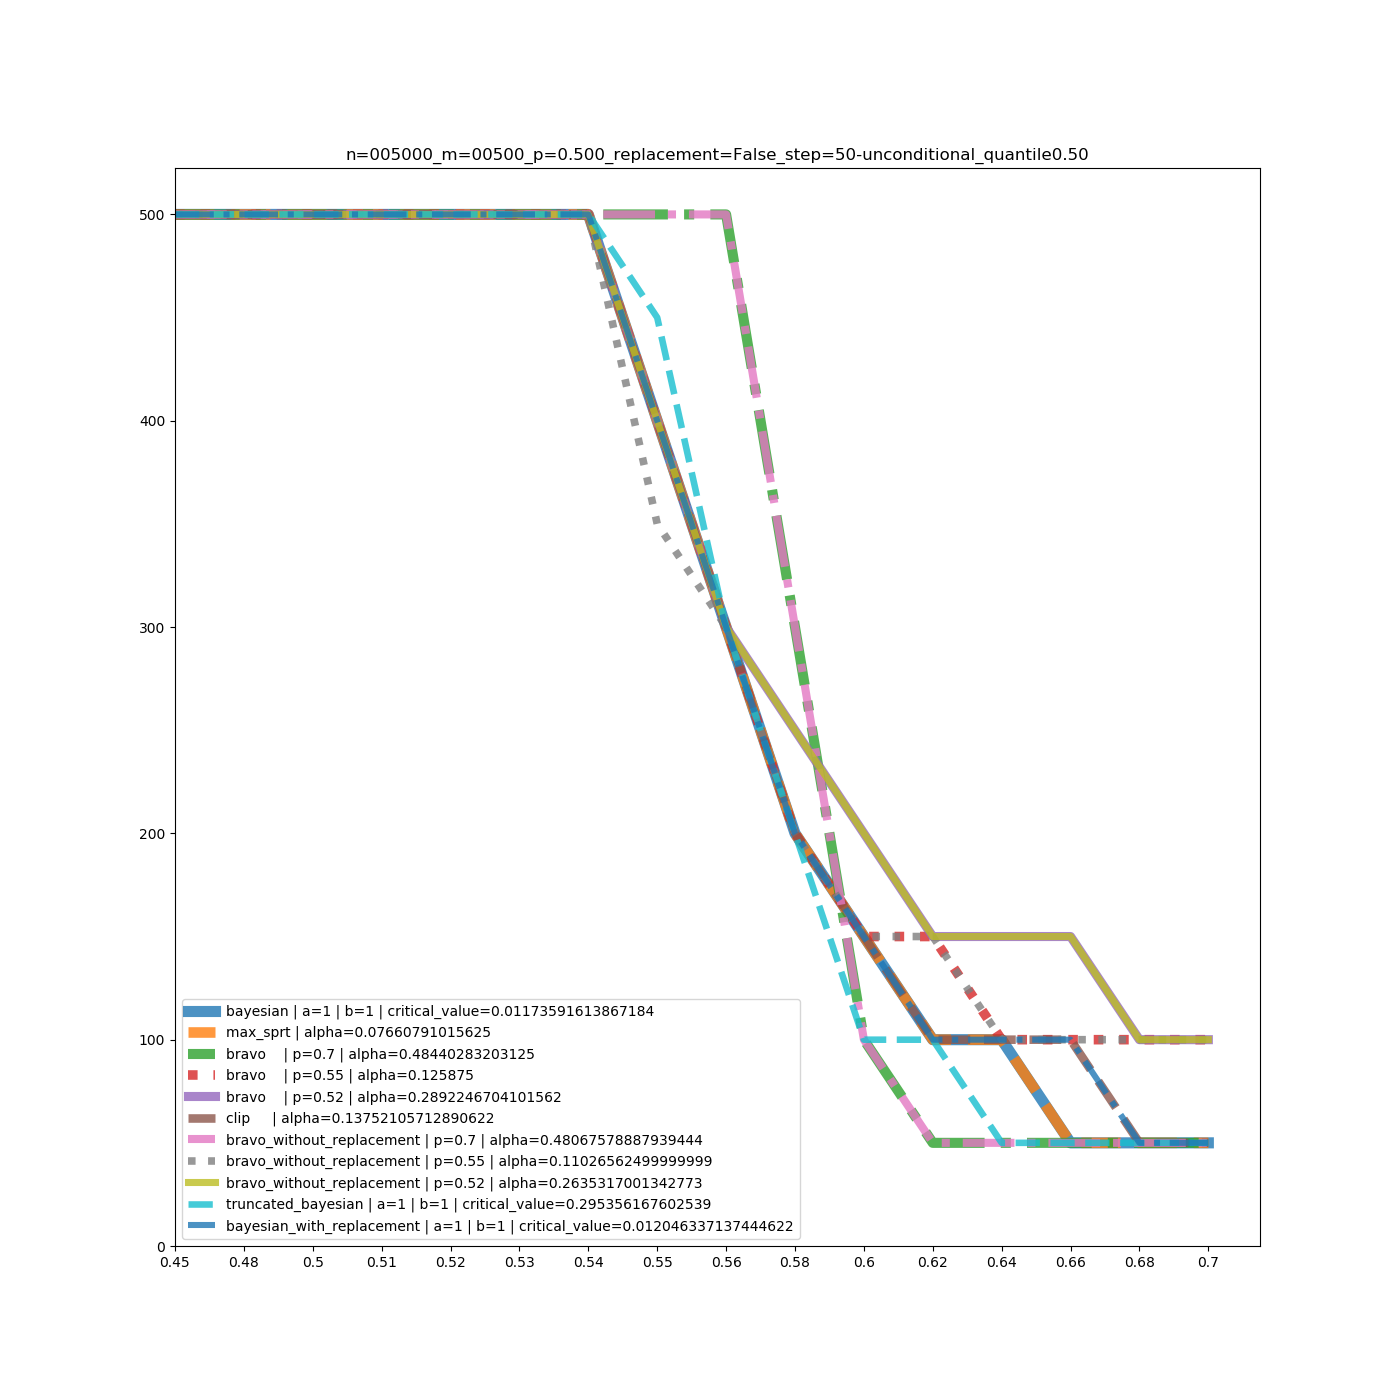 n=005000_m=00500_p=0.500_replacement=False_step=50-unconditional_quantile0.50
500
400
300
200
100
0
bayesian | a=1 | b=1 | critical_value=0.01173591613867184
max_sprt | alpha=0.07660791015625
bravo | p=0.7 | alpha=0.48440283203125
bravo | p=0.55 | alpha=0.125875
bravo | p=0.52 | alpha=0.2892246704101562
clip | alpha=0.13752105712890622
bravo_without_replacement | p=0.7 | alpha=0.48067578887939444
bravo_without_replacement | p=0.55 | alpha=0.11026562499999999
bravo_without_replacement | p=0.52 | alpha=0.2635317001342773
truncated_bayesian | a=1 | b=1 | critical_value=0.295356167602539
bayesian_with_replacement | a=1 | b=1 | critical_value=0.012046337137444622
0.45 0.48 0.5 0.51 0.52 0.53 0.54 0.55 0.56 0.58 0.6 0.62 0.64 0.66 0.68 0.7